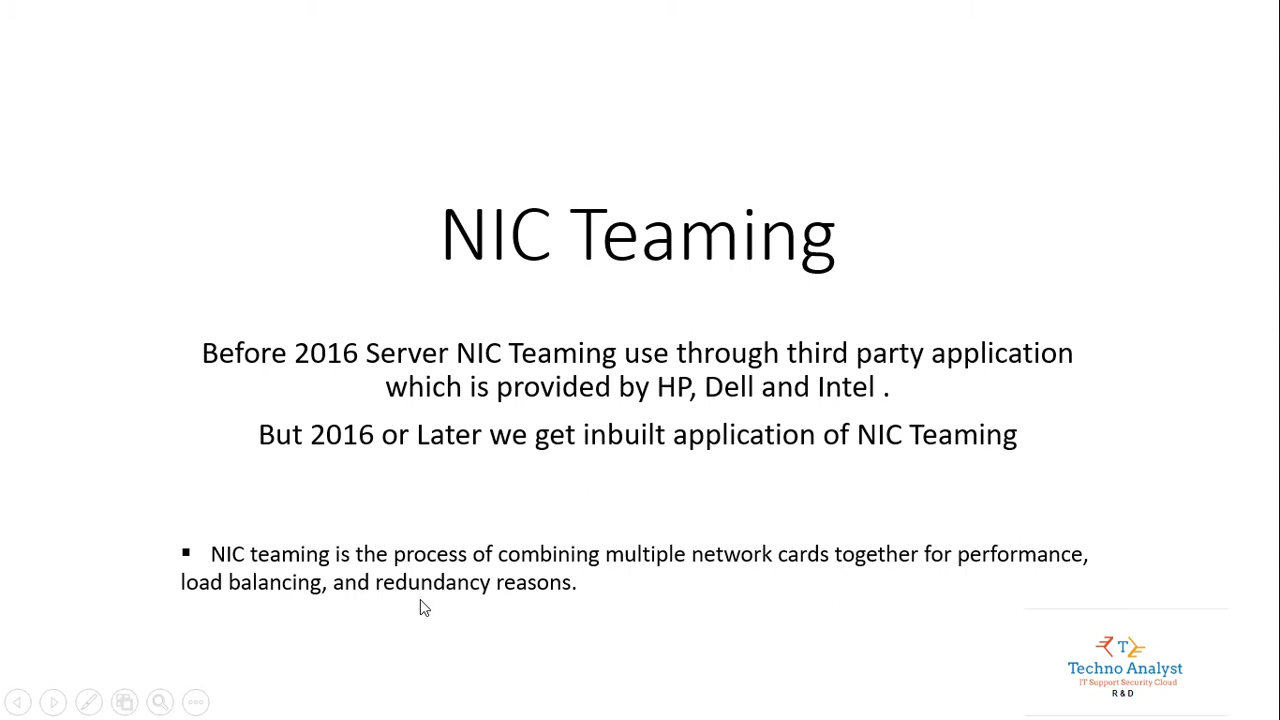 NIC Teaming
Before 2016 Server NIC Teaming use through third party application
which is provided by HP, Dell and Intel .
But 2016 or Later we get inbuilt application of NIC Teaming
▪ NIC teaming is the process of combining multiple network cards together for performance,
load balancing, and redundancy reasons.
T
Techno Analyst
IT Support Security Cloud
R & D